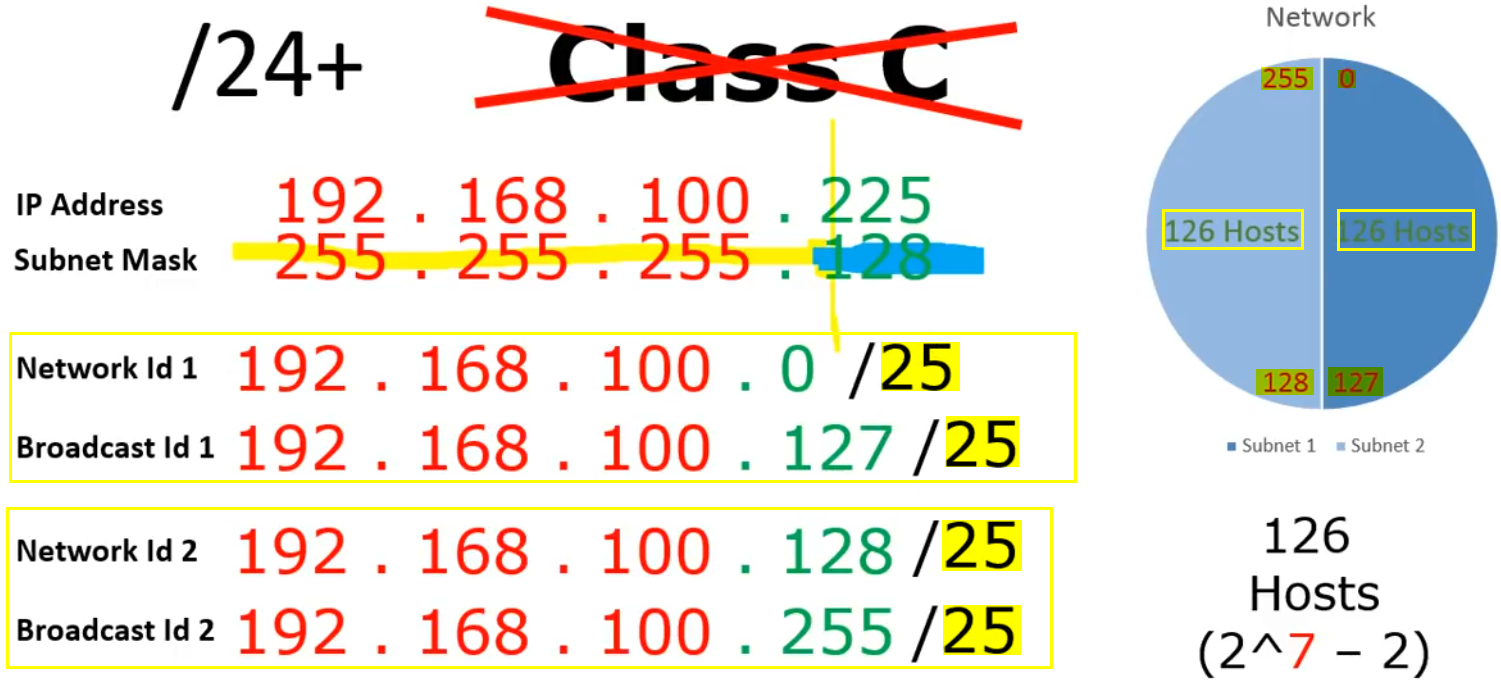 /24+ Class C
IP Address 192 . 168 . 100 . 225
Subnet Mask 255 . 255 . 255 . 128
Network Id 1 192 . 168 . 100 . 0 /25
Broadcast Id 1 192 . 168 . 100 . 127 /25
Network Id 2 192 . 168 . 100 . 128 /25
Broadcast Id 2 192 . 168 . 100 . 255 /25
Network
255 0
126 Hosts 126 Hosts
128 127
Subnet 1 Subnet 2
126
Hosts
(2^7 – 2)